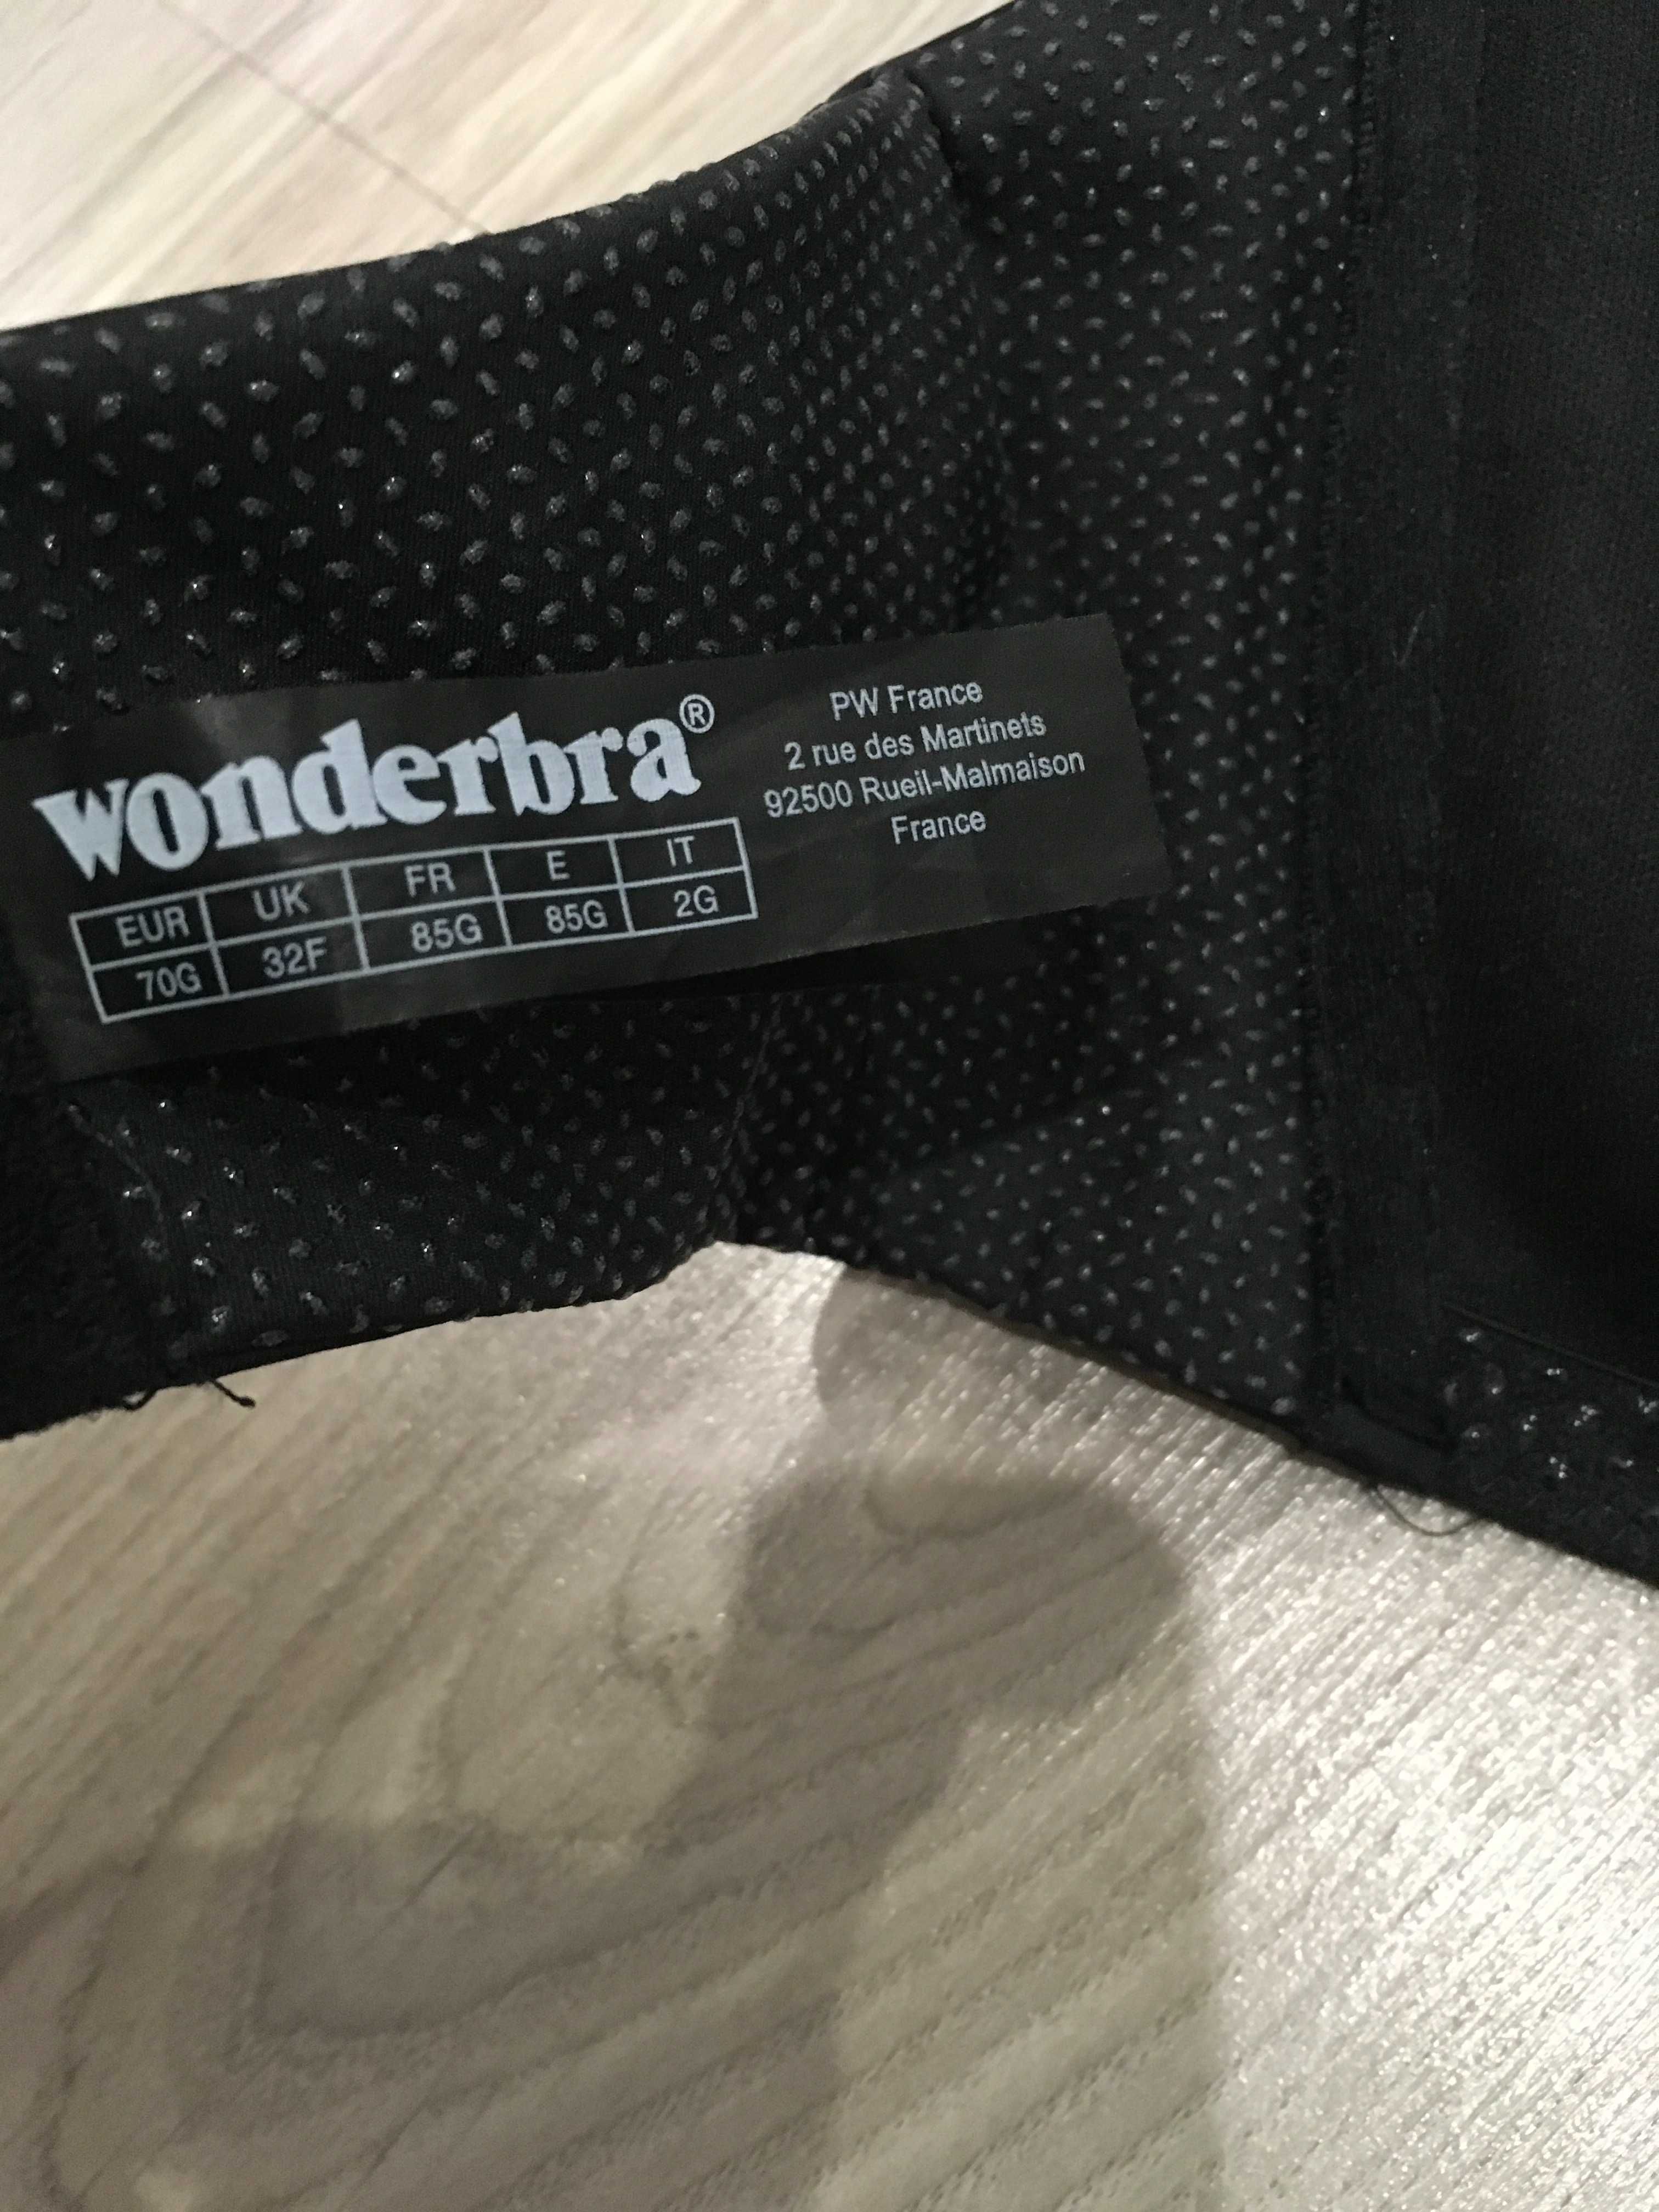 wonderbra®
EUR UK FR E IT
70G 32F 85G 85G 2G
PW France
2 rue des Martinets
92500 Rueil-Malmaison
France